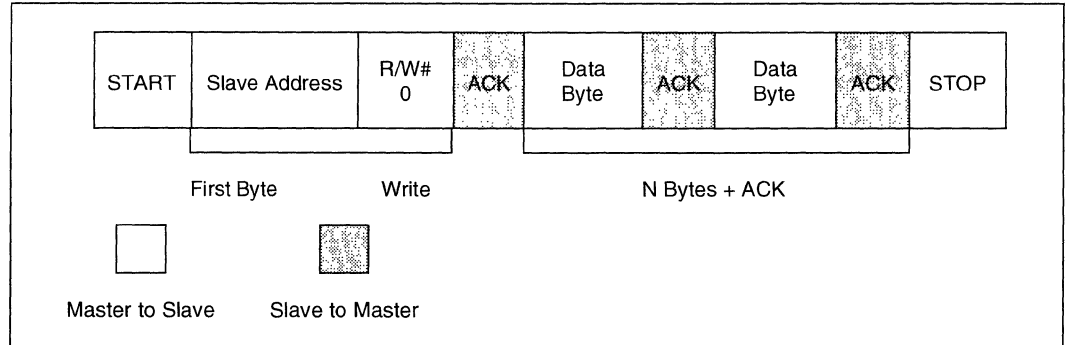 START Slave Address R/W# 0 ACK Data Byte ACK Data Byte ACK STOP
First Byte Write N Bytes + ACK
Master to Slave Slave to Master